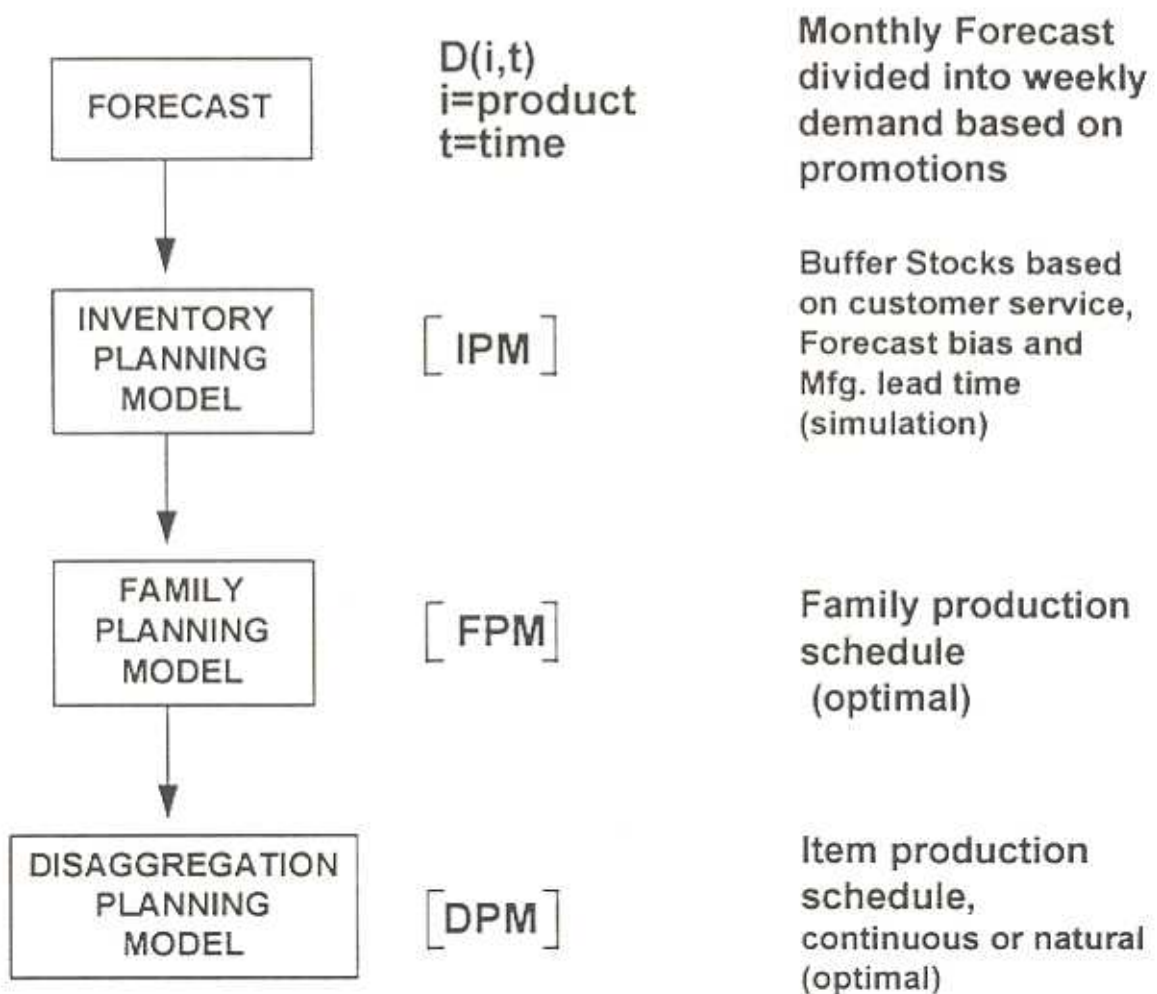 FORECAST
D(i,t)
i=product
t=time
Monthly Forecast
divided into weekly
demand based on
promotions
INVENTORY
PLANNING
MODEL
[ IPM ]
Buffer Stocks based
on customer service,
Forecast bias and
Mfg. lead time
(simulation)
FAMILY
PLANNING
MODEL
[ FPM]
Family production
schedule
(optimal)
DISAGGREGATION
PLANNING
MODEL
[DPM ]
Item production
schedule,
continuous or natural
(optimal)